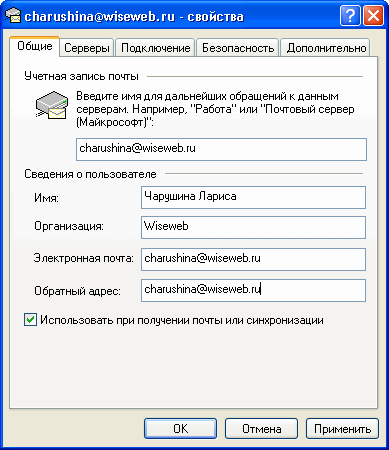 charushina@wiseweb.ru - свойства
Общие Серверы Подключение Безопасность Дополнительно
Учетная запись почты
Введите имя для дальнейших обращений к данным
серверам. Например, "Работа" или "Почтовый сервер
(Майкрософт)":
charushina@wiseweb.ru
Сведения о пользователе
Имя: Чарушина Лариса
Организация: Wiseweb
Электронная почта: charushina@wiseweb.ru
Обратный адрес: charushina@wiseweb.ru
Использовать при получении почты или синхронизации
OK Отмена Применить